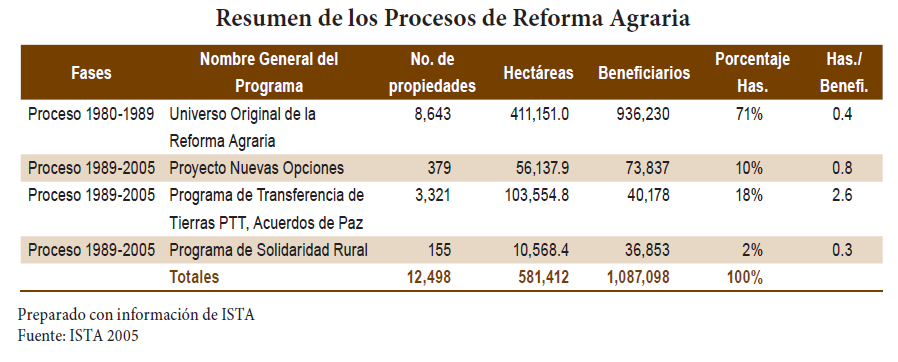 Resumen de los Procesos de Reforma Agraria
Fases Nombre General del Programa No. de propiedades Hectáreas Beneficiarios Porcentaje Has. Has./ Benefi.
Proceso 1980-1989 Universo Original de la 8,643 411,151.0 936,230 71% 0.4
Reforma Agraria
Proceso 1989-2005 Proyecto Nuevas Opciones 379 56,137.9 73,837 10% 0.8
Proceso 1989-2005 Programa de Transferencia de 3,321 103,554.8 40,178 18% 2.6
Tierras PTT, Acuerdos de Paz
Proceso 1989-2005 Programa de Solidaridad Rural 155 10,568.4 36,853 2% 0.3
Totales 12,498 581,412 1,087,098 100%
Preparado con información de ISTA
Fuente: ISTA 2005